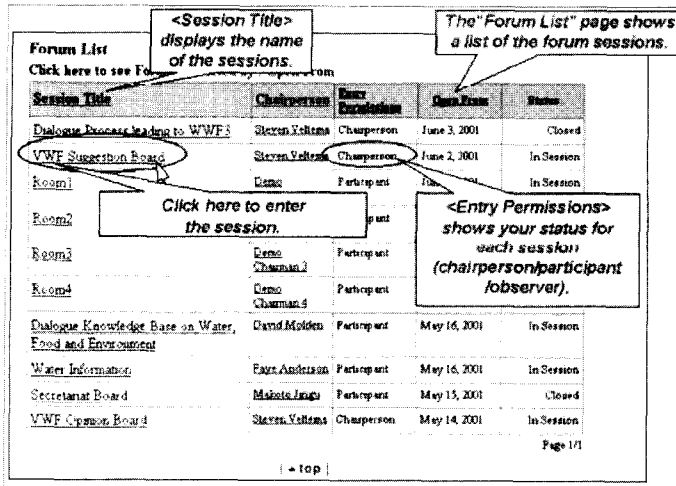 <Session Title>
displays the name
of the sessions.
The "Forum List" page shows
a list of the forum sessions.
Forum List
Click here to see
Session Title Chairperson Entry Permissions Open From Status
Dialogue Process leading to WWF3 Steven Veltema Chairperson June 3, 2001 Closed
VWF Suggestion Board Steven Veltema Chairperson June 2, 2001 In Session
Room1 Demo Participant In Session
Click here to enter
the session.
<Entry Permissions>
shows your status for
each session
(chairperson/participant
/observer).
Room2
Room3 Demo Participant
Chairman 3
Room4 Demo Participant
Chairman 4
Dialogue Knowledge Base on Water, David Molden Participant May 16, 2001 In Session
Food and Environment
Water Information Faye Anderson Participant May 16, 2001 In Session
Secretariat Board Makoto Participant May 15, 2001 Closed
VWF Opinion Board Steven Veltema Chairperson May 14, 2001 In Session
Page 1/1
top